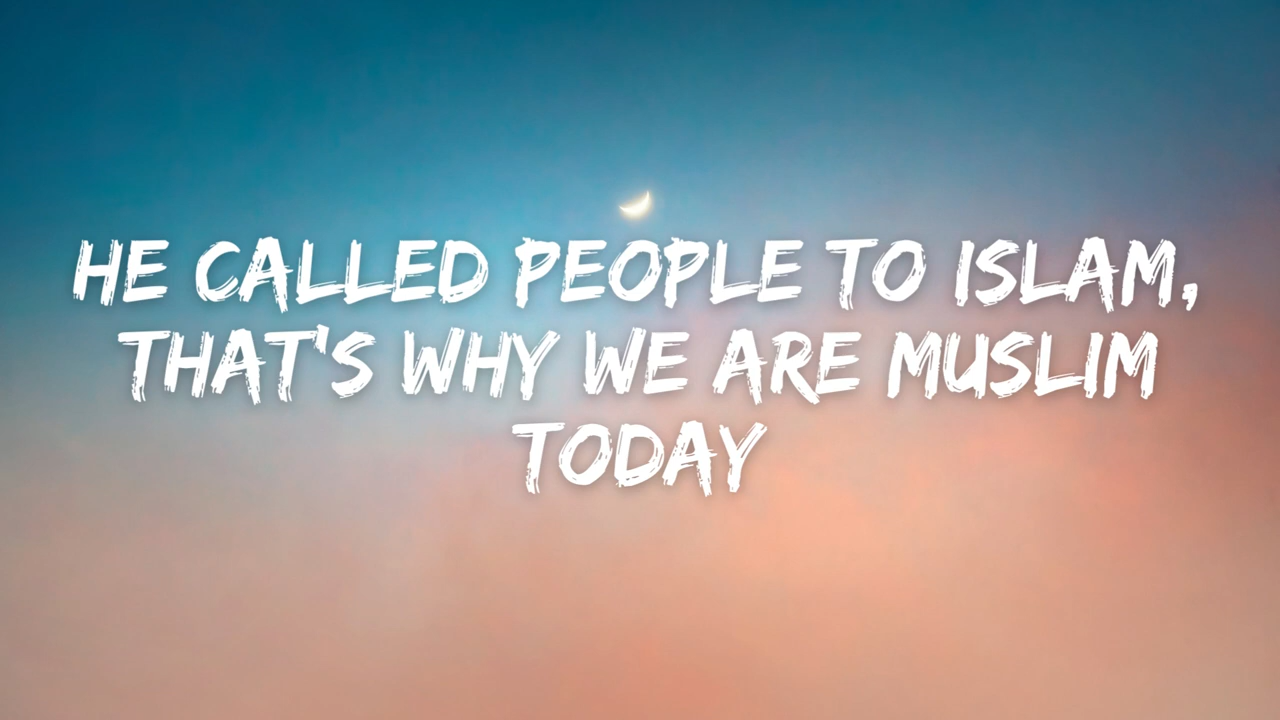 HE CALLED PEOPLE TO ISLAM,
THAT'S WHY WE ARE MUSLIM
TODAY